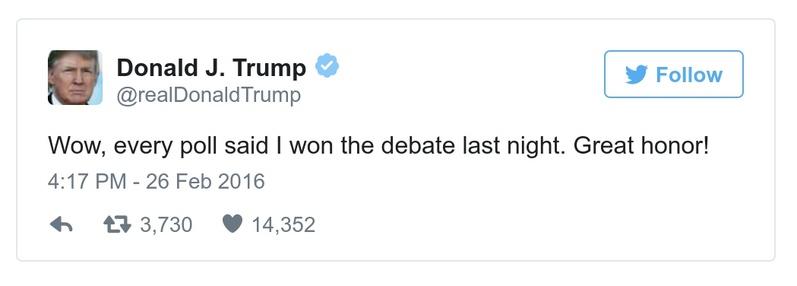 Donald J. Trump
@realDonaldTrump
Follow
Wow, every poll said I won the debate last night. Great honor!
4:17 PM - 26 Feb 2016
3,730 14,352